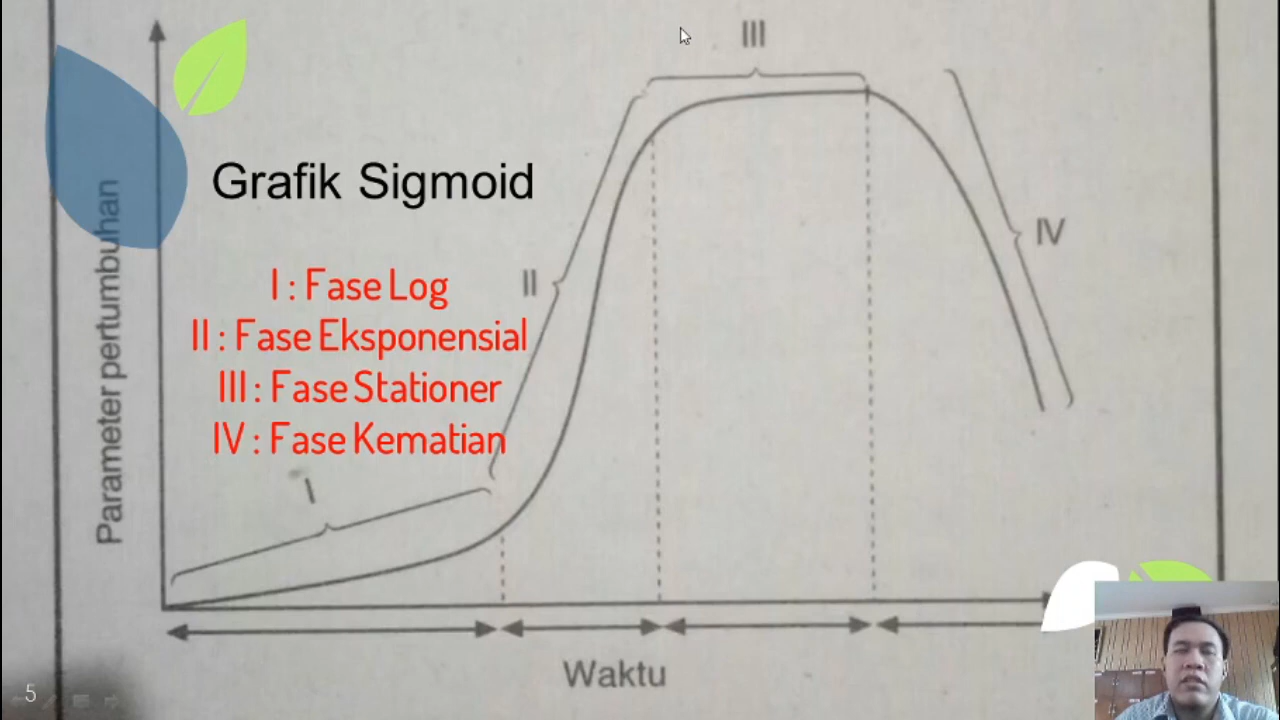 III
Grafik Sigmoid
Parameter pertumbuhan
IV
II
I : Fase Log
II : Fase Eksponensial
III : Fase Stationer
IV : Fase Kematian
I
Waktu
5